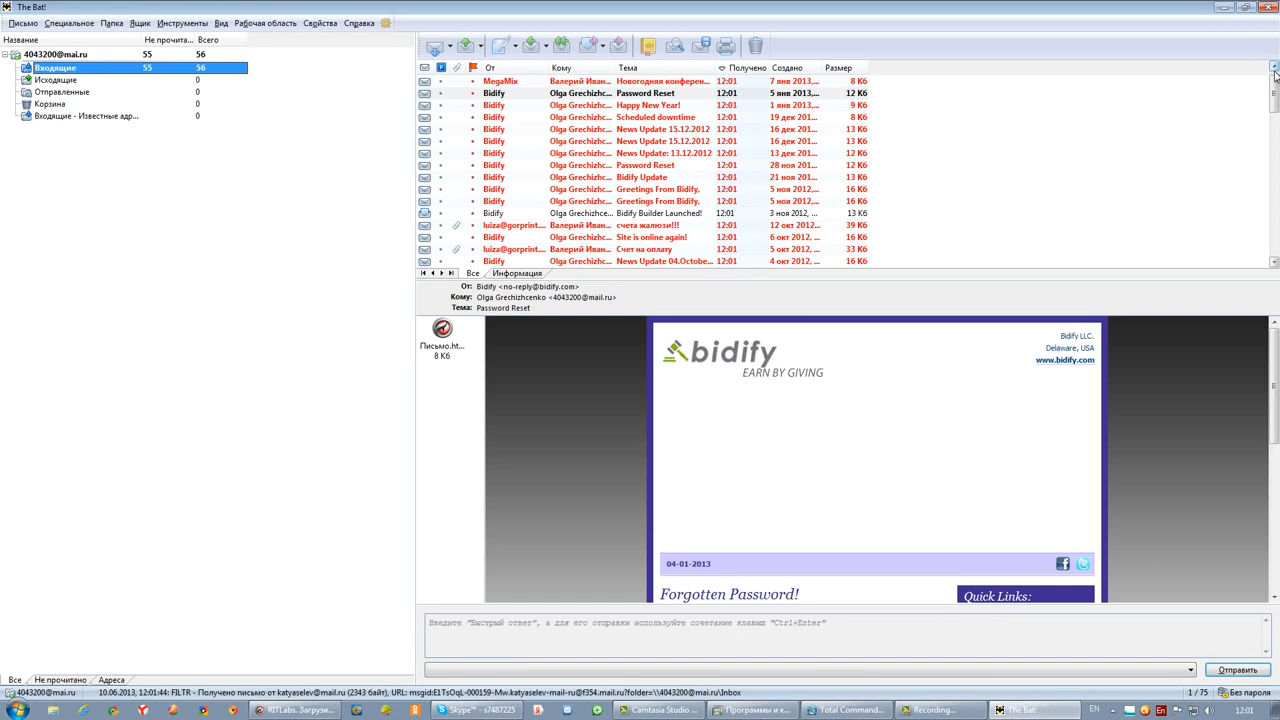 The Bat!
Письмо Специальное Папка Ящик Инструменты Вид Рабочая область Свойства Справка
Название Не прочита... Всего
4043200@mai.ru 55 56
Входящие 55 56
Исходящие 0
Отправленные 0
Корзина 0
Входящие - Известные адр... 0
От Кому Тема Получено Создано Размер
MegaMix Валерий Иван... Новогодняя конферен... 12:01 7 янв 2013,... 8 Кб
Bidify Olga Grechizhc... Password Reset 12:01 5 янв 2013,... 12 Кб
Bidify Olga Grechizhc... Happy New Year! 12:01 1 янв 2013,... 9 Кб
Bidify Olga Grechizhc... Scheduled downtime 12:01 19 дек 201... 8 Кб
Bidify Olga Grechizhc... News Update 15.12.2012 12:01 16 дек 201... 13 Кб
Bidify Olga Grechizhc... News Update 15.12.2012 12:01 16 дек 201... 13 Кб
Bidify Olga Grechizhc... News Update: 13.12.2012 12:01 13 дек 201... 12 Кб
Bidify Olga Grechizhc... Password Reset 12:01 28 ноя 201... 12 Кб
Bidify Olga Grechizhc... Bidify Update 12:01 21 ноя 201... 13 Кб
Bidify Olga Grechizhc... Greetings From Bidify, 12:01 5 ноя 2012,... 16 Кб
Bidify Olga Grechizhc... Greetings From Bidify, 12:01 5 ноя 2012,... 16 Кб
Bidify Olga Grechizhce... Bidify Builder Launched! 12:01 3 ноя 2012, ... 13 Кб
luiza@gorprint.... Валерий Иван... счета жалюзи!!! 12:01 12 окт 2012,... 39 Кб
Bidify Olga Grechizhc... Site is online again! 12:01 6 окт 2012,... 16 Кб
luiza@gorprint.... Валерий Иван... Счет на оплату 12:01 5 окт 2012,... 33 Кб
Bidify Olga Grechizhc... News Update 04.Octobe... 12:01 4 окт 2012,... 16 Кб
Все Информация
От: Bidify <no-reply@bidify.com>
Кому: Olga Grechizhcenko <4043200@mail.ru>
Тема: Password Reset
Письмо.ht...
8 Кб
bidify
EARN BY GIVING
Bidify LLC.
Delaware, USA
www.bidify.com
04-01-2013
Forgotten Password!
Quick Links:
Введите "Быстрый ответ", а для его отправки используйте сочетание клавиш "Ctrl+Enter"
Отправить
Все Не прочитано Адреса
4043200@mai.ru 10.06.2013, 12:01:44: FILTR - Получено письмо от katyaselev@mail.ru (2343 байт), URL: msgid:E1TsOqL-000159-Mw.katyaselev-mail-ru@f354.mail.ru?folder=\\4043200@mai.ru\Inbox 1 / 75 Без пароля
RITLabs. Загрузи... Skype™ - s7487225 Camtasia Studio ... Программы и к... Total Command... Recording... The Bat! EN 12:01